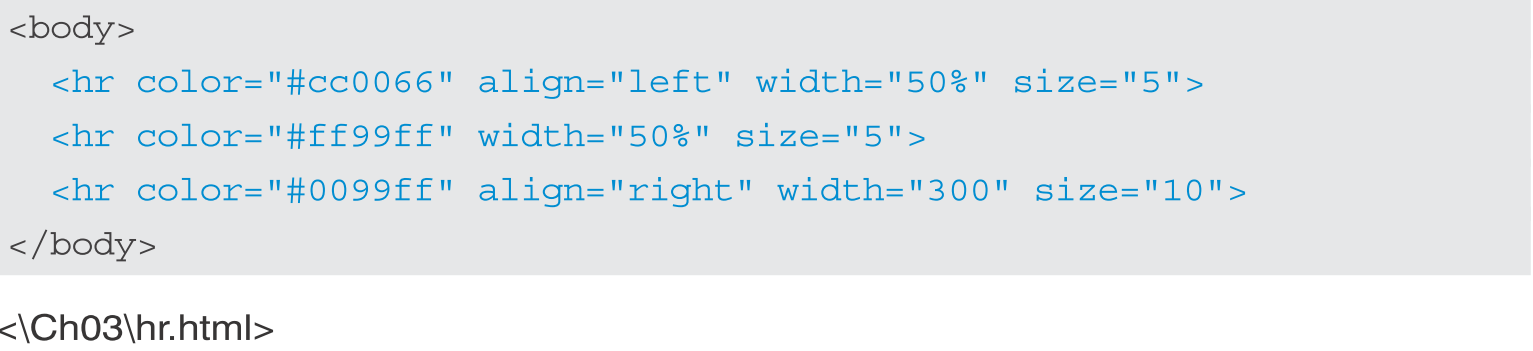 <body>
  <hr color="#cc0066" align="left" width="50%" size="5">
  <hr color="#ff99ff" width="50%" size="5">
  <hr color="#0099ff" align="right" width="300" size="10">
</body>
<\Ch03\hr.html>